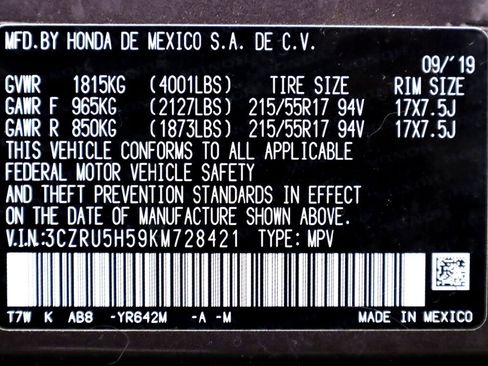 MFD.BY HONDA DE MEXICO S.A. DE C.V.
09/'19
GVWR 1815KG (4001LBS) TIRE SIZE RIM SIZE
GAWR F 965KG (2127LBS) 215/55R17 94V 17X7.5J
GAWR R 850KG (1873LBS) 215/55R17 94V 17X7.5J
THIS VEHICLE CONFORMS TO ALL APPLICABLE
FEDERAL MOTOR VEHICLE SAFETY
AND THEFT PREVENTION STANDARDS IN EFFECT ON
THE DATE OF MANUFACTURE SHOWN ABOVE.
V.I.N:3CZRU5H59KM728421 TYPE: MPV
T7W K AB8 -YR642M -A -M MADE IN MEXICO